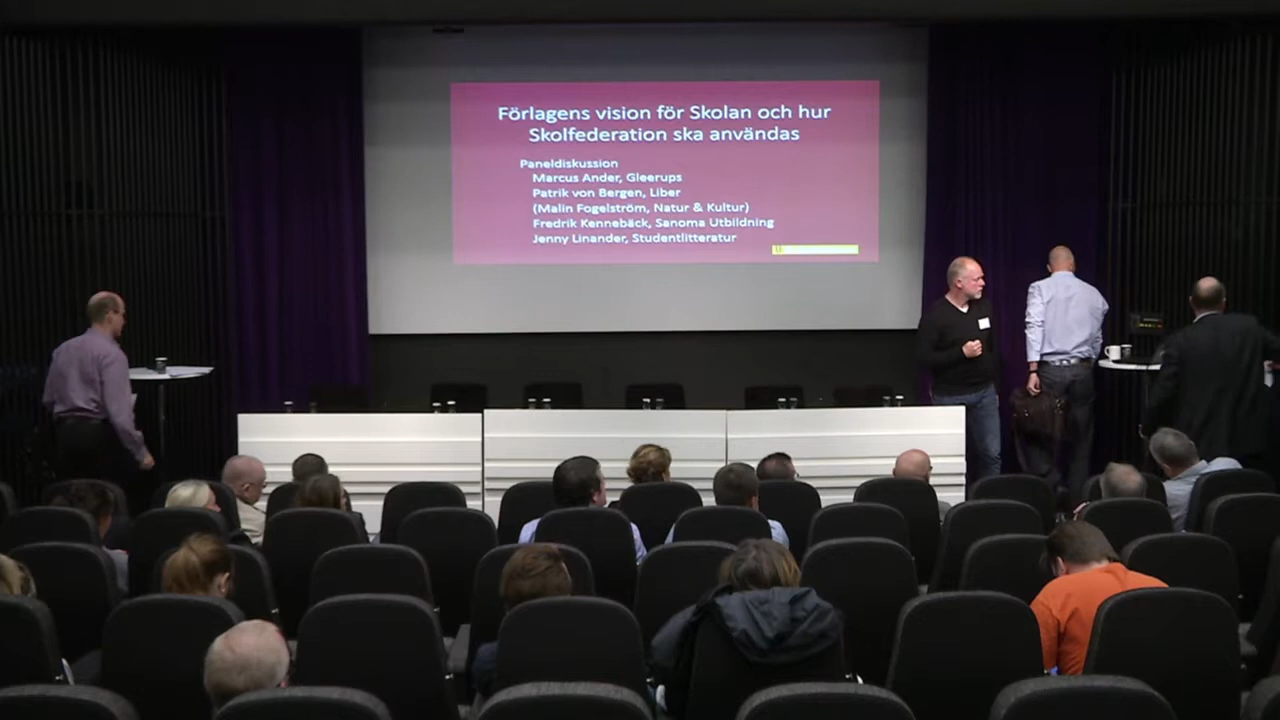 Förlagens vision för Skolan och hur
Skolfederation ska användas
Paneldiskussion
Marcus Ander, Gleerups
Patrik von Bergen, Liber
(Malin Fogelström, Natur & Kultur)
Fredrik Kennebäck, Sanoma Utbildning
Jenny Linander, Studentlitteratur